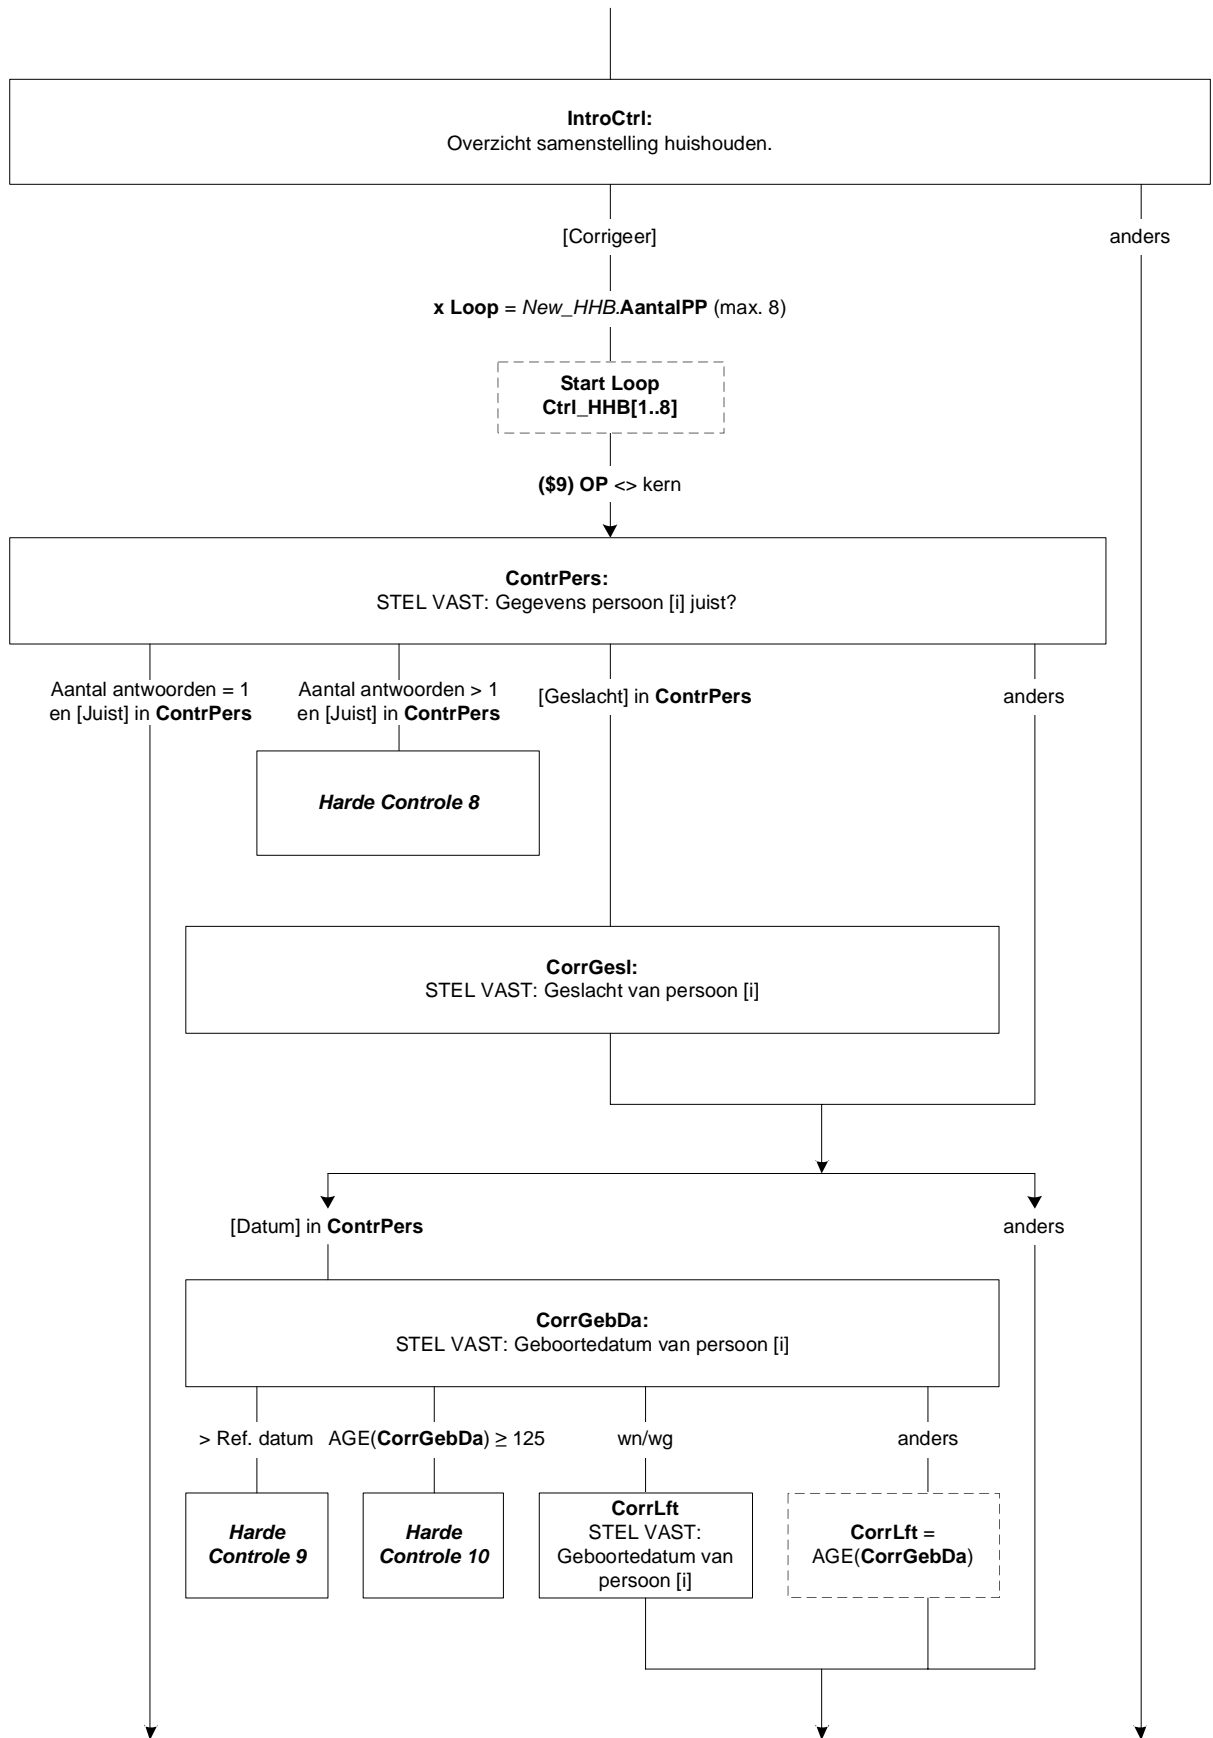 IntroCtrl:
Overzicht samenstelling huishouden.
[Corrigeer]
anders
x Loop = New_HHB.AantalPP (max. 8)
Start Loop
Ctrl_HHB[1..8]
($9) OP <> kern
ContrPers:
STEL VAST: Gegevens persoon [i] juist?
Aantal antwoorden = 1
en [Juist] in ContrPers
Aantal antwoorden > 1
en [Juist] in ContrPers
[Geslacht] in ContrPers
anders
Harde Controle 8
CorrGesl:
STEL VAST: Geslacht van persoon [i]
[Datum] in ContrPers
anders
CorrGebDa:
STEL VAST: Geboortedatum van persoon [i]
> Ref. datum
AGE(CorrGebDa) ≥ 125
wn/wg
anders
Harde
Controle 9
Harde
Controle 10
CorrLft
STEL VAST:
Geboortedatum van
persoon [i]
CorrLft =
AGE(CorrGebDa)